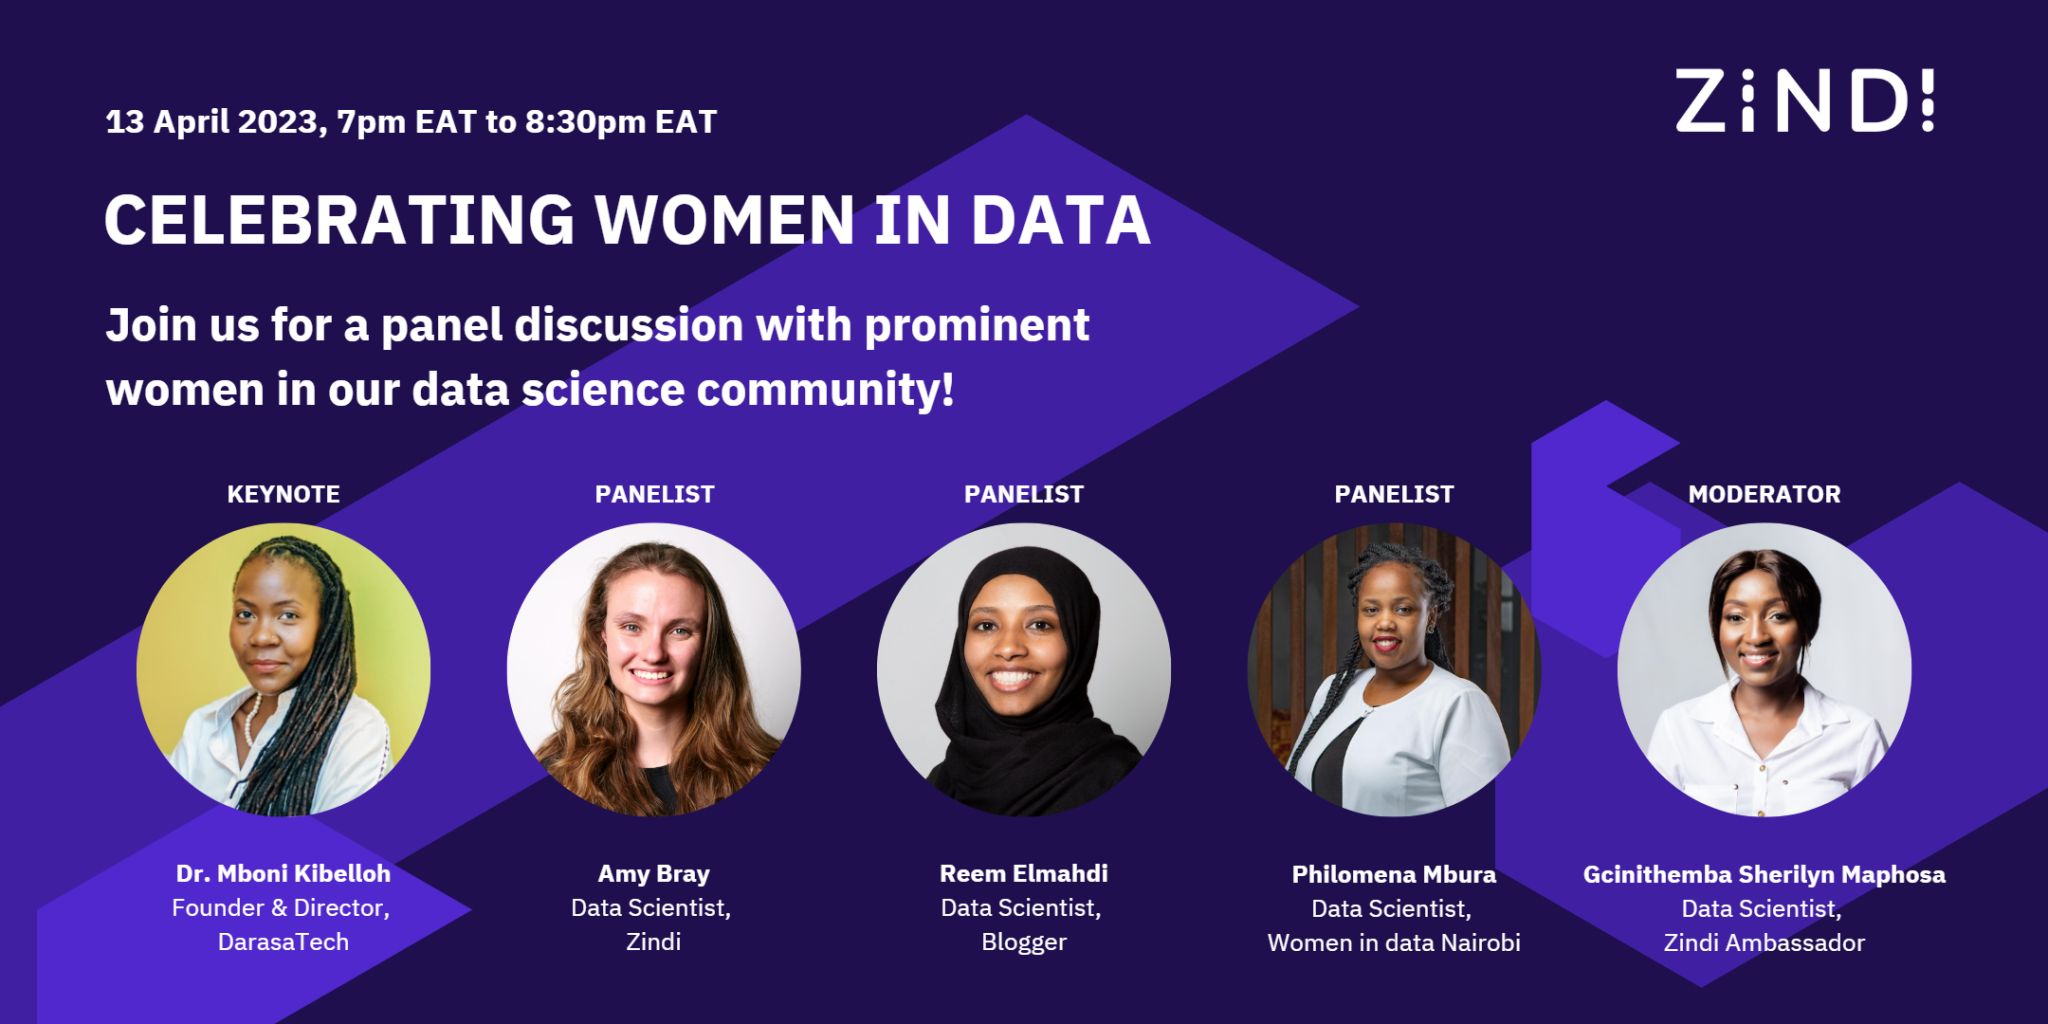 13 April 2023, 7pm EAT to 8:30pm EAT
ZINDI
CELEBRATING WOMEN IN DATA
Join us for a panel discussion with prominent
women in our data science community!
KEYNOTE
PANELIST
PANELIST
PANELIST
MODERATOR
Dr. Mboni Kibelloh
Founder & Director,
DarasaTech
Amy Bray
Data Scientist,
Zindi
Reem Elmahdi
Data Scientist,
Blogger
Philomena Mbura
Data Scientist,
Women in data Nairobi
Gcinithemba Sherilyn Maphosa
Data Scientist,
Zindi Ambassador